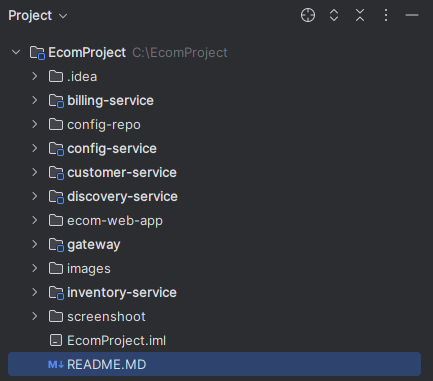 Project
EcomProject C:\EcomProject
.idea
billing-service
config-repo
config-service
customer-service
discovery-service
ecom-web-app
gateway
images
inventory-service
screenshoot
EcomProject.iml
M↓ README.MD